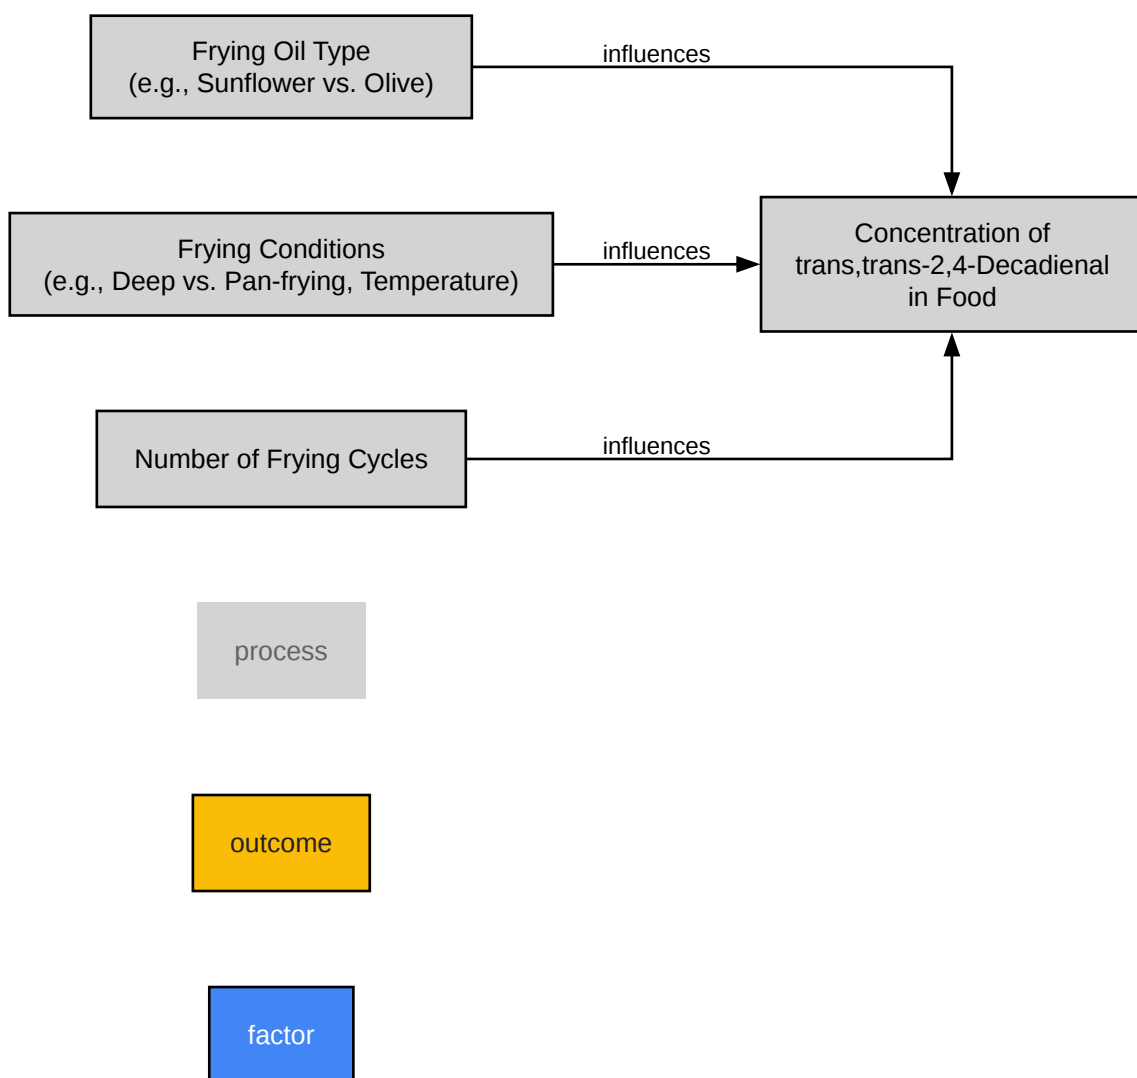 Frying Oil Type
(e.g., Sunflower vs. Olive)
influences
Frying Conditions
(e.g., Deep vs. Pan-frying, Temperature)
influences
Concentration of
trans,trans-2,4-Decadienal
in Food
Number of Frying Cycles
influences
process
outcome
factor